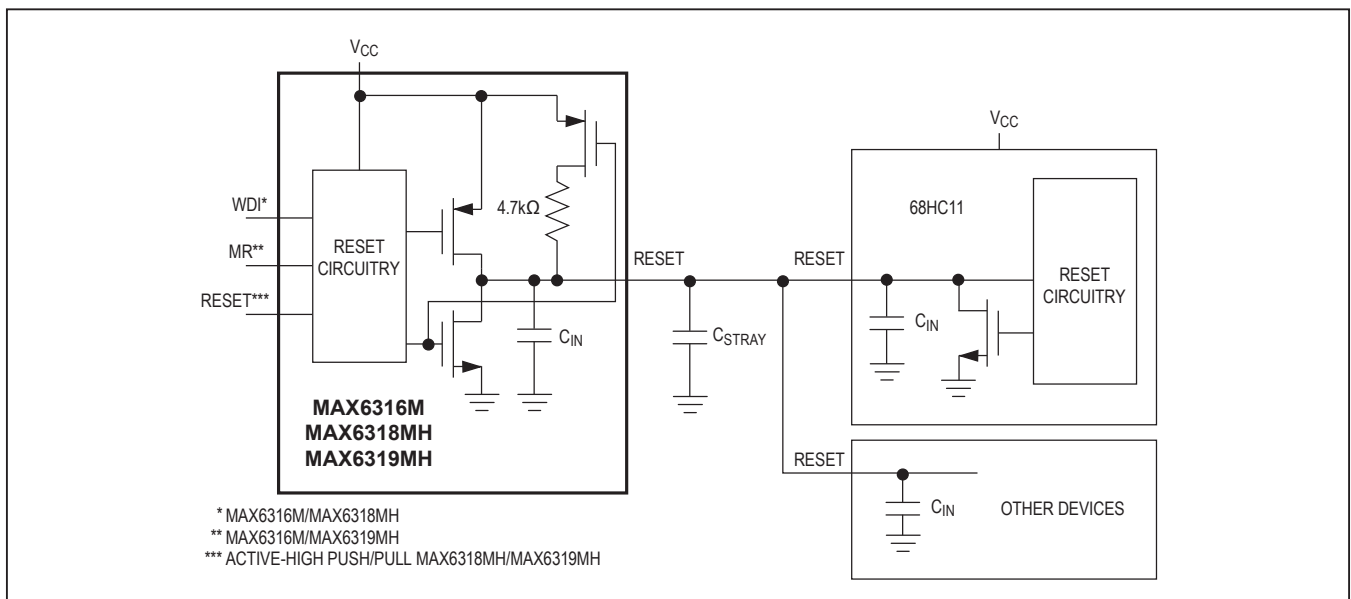 VCC
WDI*
MR**
RESET***
RESET
CIRCUITRY
4.7kΩ
CIN
MAX6316M
MAX6318MH
MAX6319MH
RESET
CSTRAY
RESET
VCC
68HC11
CIN
RESET
CIRCUITRY
RESET
CIN
OTHER DEVICES
* MAX6316M/MAX6318MH
** MAX6316M/MAX6319MH
*** ACTIVE-HIGH PUSH/PULL MAX6318MH/MAX6319MH